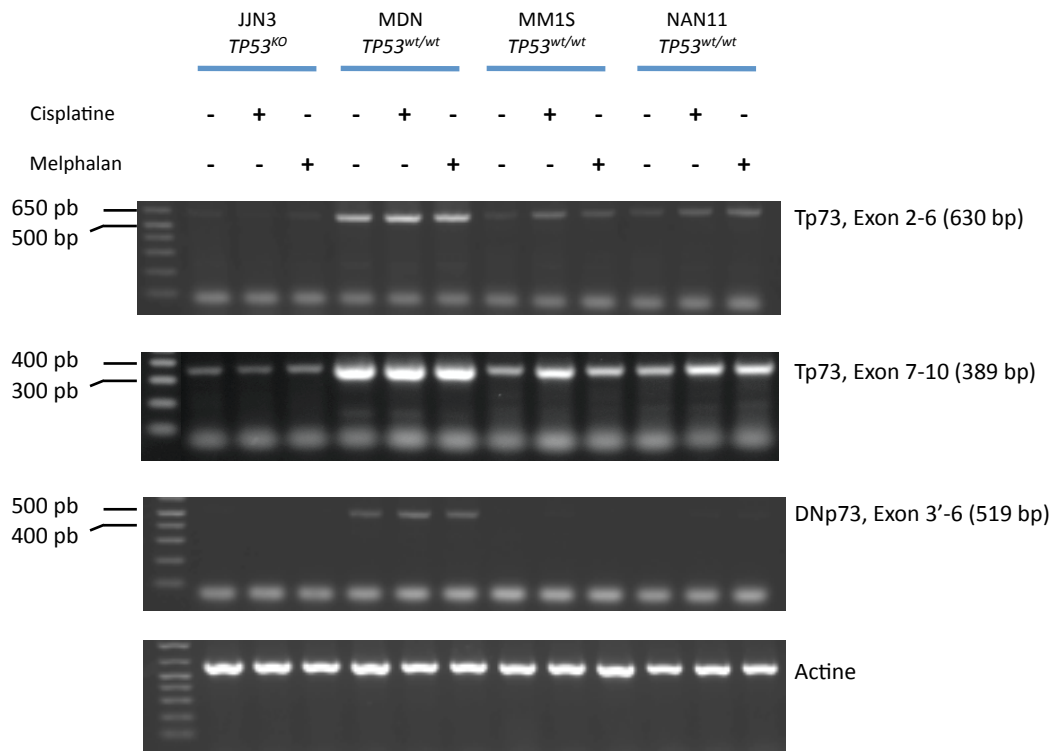 JJN3 MDN MM1S NAN11
TP53KO TP53wt/wt TP53wt/wt TP53wt/wt
Cisplatine - + - - + - - + - - + -
Melphalan - - + - - + - - + - - +
650 pb
500 bp
Tp73, Exon 2-6 (630 bp)
400 pb
300 pb
Tp73, Exon 7-10 (389 bp)
500 pb
400 pb
DNp73, Exon 3’-6 (519 bp)
Actine